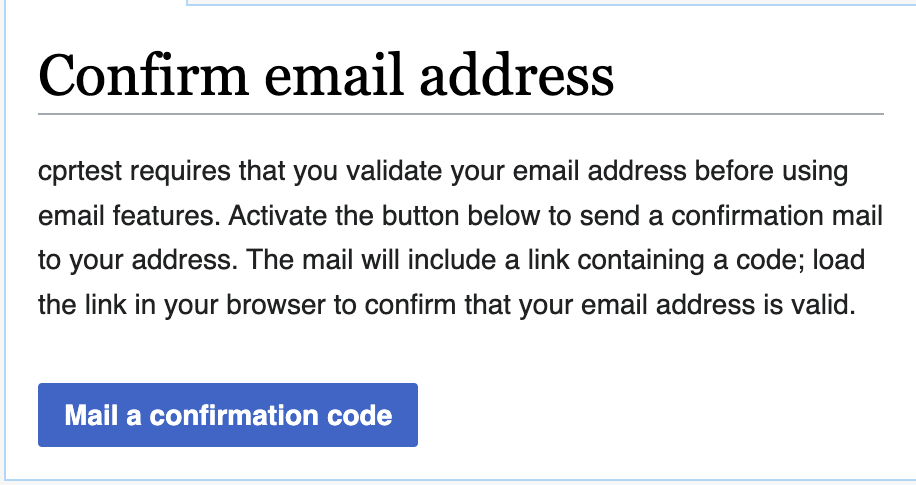 Confirm email address
cprtest requires that you validate your email address before using
email features. Activate the button below to send a confirmation mail
to your address. The mail will include a link containing a code; load
the link in your browser to confirm that your email address is valid.
Mail a confirmation code